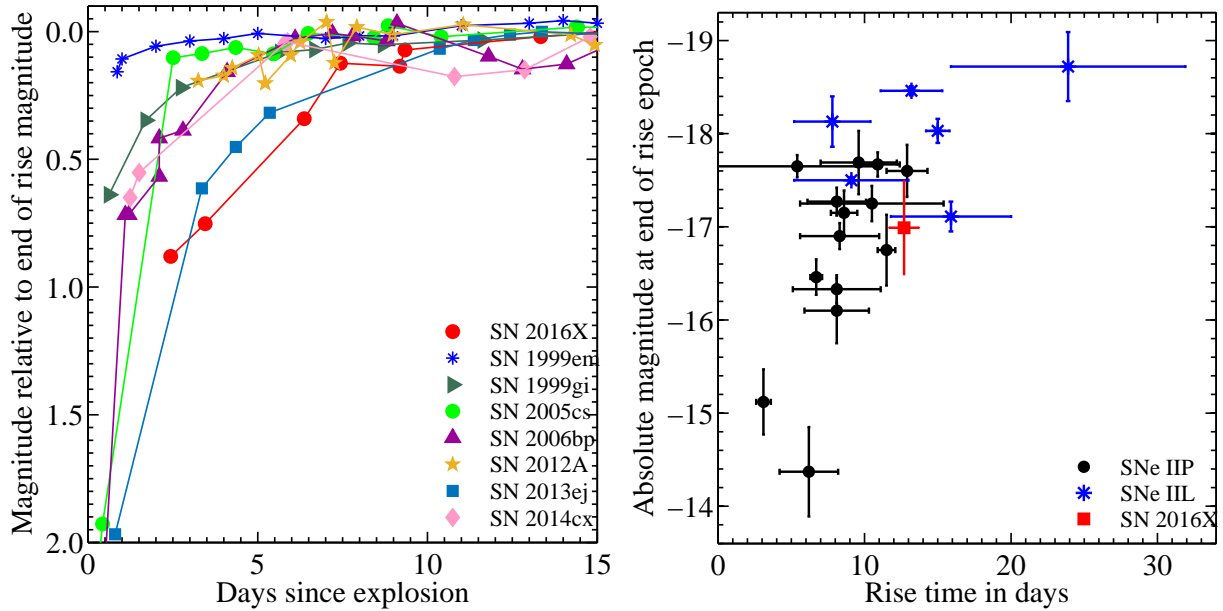 Magnitude relative to end of rise magnitude
0.0
0.5
1.0
1.5
2.0
SN 2016X
SN 1999em
SN 1999gi
SN 2005cs
SN 2006bp
SN 2012A
SN 2013ej
SN 2014cx
0
5
10
15
Days since explosion
Absolute magnitude at end of rise epoch
−19
−18
−17
−16
−15
−14
SNe IIP
SNe IIL
SN 2016X
0
10
20
30
Rise time in days